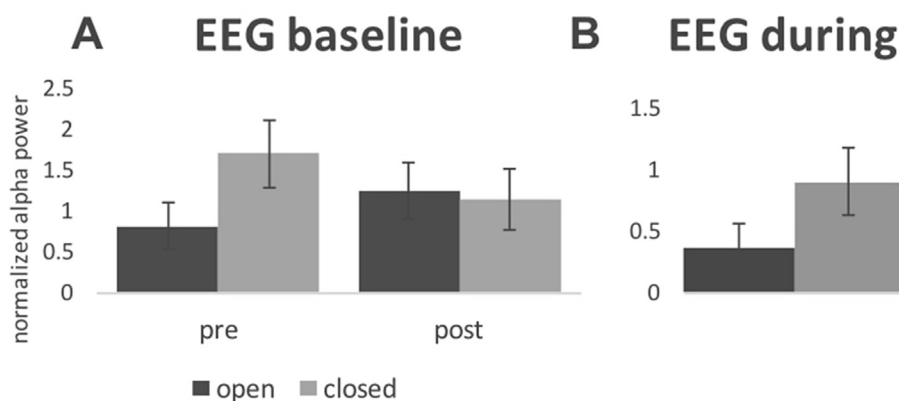 A EEG baseline
normalized alpha power
2.5
2
1.5
1
0.5
0
pre post
open closed
B EEG during
1.5
1
0.5
0